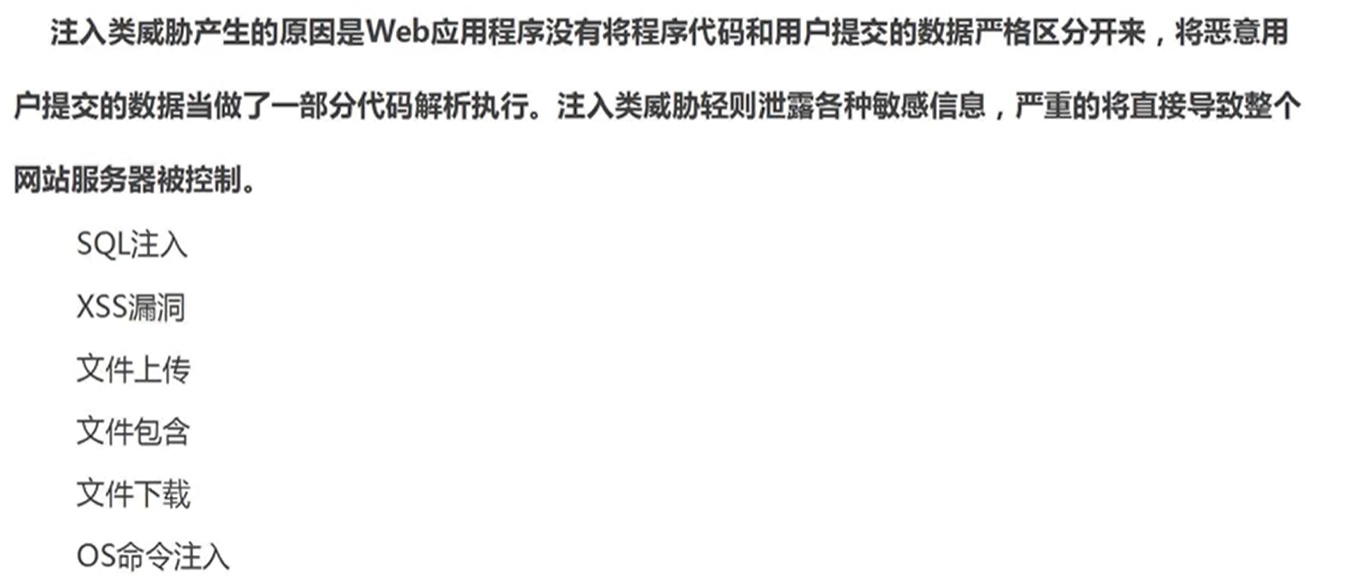 注入类威胁产生的原因是Web应用程序没有将程序代码和用户提交的数据严格区分开来，将恶意用
户提交的数据当做了一部分代码解析执行。注入类威胁轻则泄露各种敏感信息，严重的将直接导致整个
网站服务器被控制。
SQL注入
XSS漏洞
文件上传
文件包含
文件下载
OS命令注入